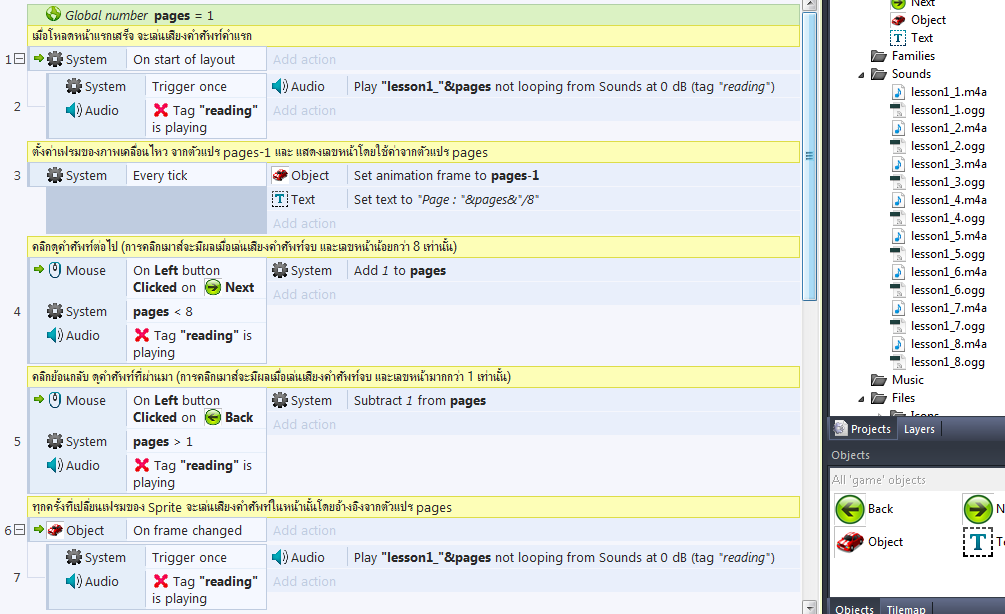 Global number pages = 1
เมื่อโหลดหน้าแรกเสร็จ จะเล่นเสียงคำศัพท์คำแรก
1 System On start of layout Add action
System Trigger once Audio Play "lesson1_"&pages not looping from Sounds at 0 dB (tag "reading")
2 Audio Tag "reading" is playing Add action
ตั้งค่าเฟรมของภาพเคลื่อนไหว จากตัวแปร pages-1 และ แสดงเลขหน้าโดยใช้ค่าจากตัวแปร pages
3 System Every tick Object Set animation frame to pages-1
Text Set text to "Page : "&pages&"/8"
Add action
คลิกดูคำศัพท์ต่อไป (การคลิกเมาส์จะมีผลเมื่อเล่นเสียงคำศัพท์จบ และเลขหน้าน้อยกว่า 8 เท่านั้น)
Mouse On Left button System Add 1 to pages
Clicked on Next Add action
4 System pages < 8
Audio Tag "reading" is
playing
คลิกย้อนกลับ ดูคำศัพท์ที่ผ่านมา (การคลิกเมาส์จะมีผลเมื่อเล่นเสียงคำศัพท์จบ และเลขหน้ามากกว่า 1 เท่านั้น)
Mouse On Left button System Subtract 1 from pages
Clicked on Back Add action
5 System pages > 1
Audio Tag "reading" is
playing
ทุกครั้งที่เปลี่ยนเฟรมของ Sprite จะเล่นเสียงคำศัพท์ในหน้านั้นโดยอ้างอิงจากตัวแปร pages
6 Object On frame changed Add action
System Trigger once Audio Play "lesson1_"&pages not looping from Sounds at 0 dB (tag "reading")
7 Audio Tag "reading" Add action
is playing
Next
Object
Text
Families
Sounds
lesson1_1.m4a
lesson1_1.ogg
lesson1_2.m4a
lesson1_2.ogg
lesson1_3.m4a
lesson1_3.ogg
lesson1_4.m4a
lesson1_4.ogg
lesson1_5.m4a
lesson1_5.ogg
lesson1_6.m4a
lesson1_6.ogg
lesson1_7.m4a
lesson1_7.ogg
lesson1_8.m4a
lesson1_8.ogg
Music
Files
Icons
Projects Layers
Objects
All 'game' objects
Back
Object
Objects Tilemap